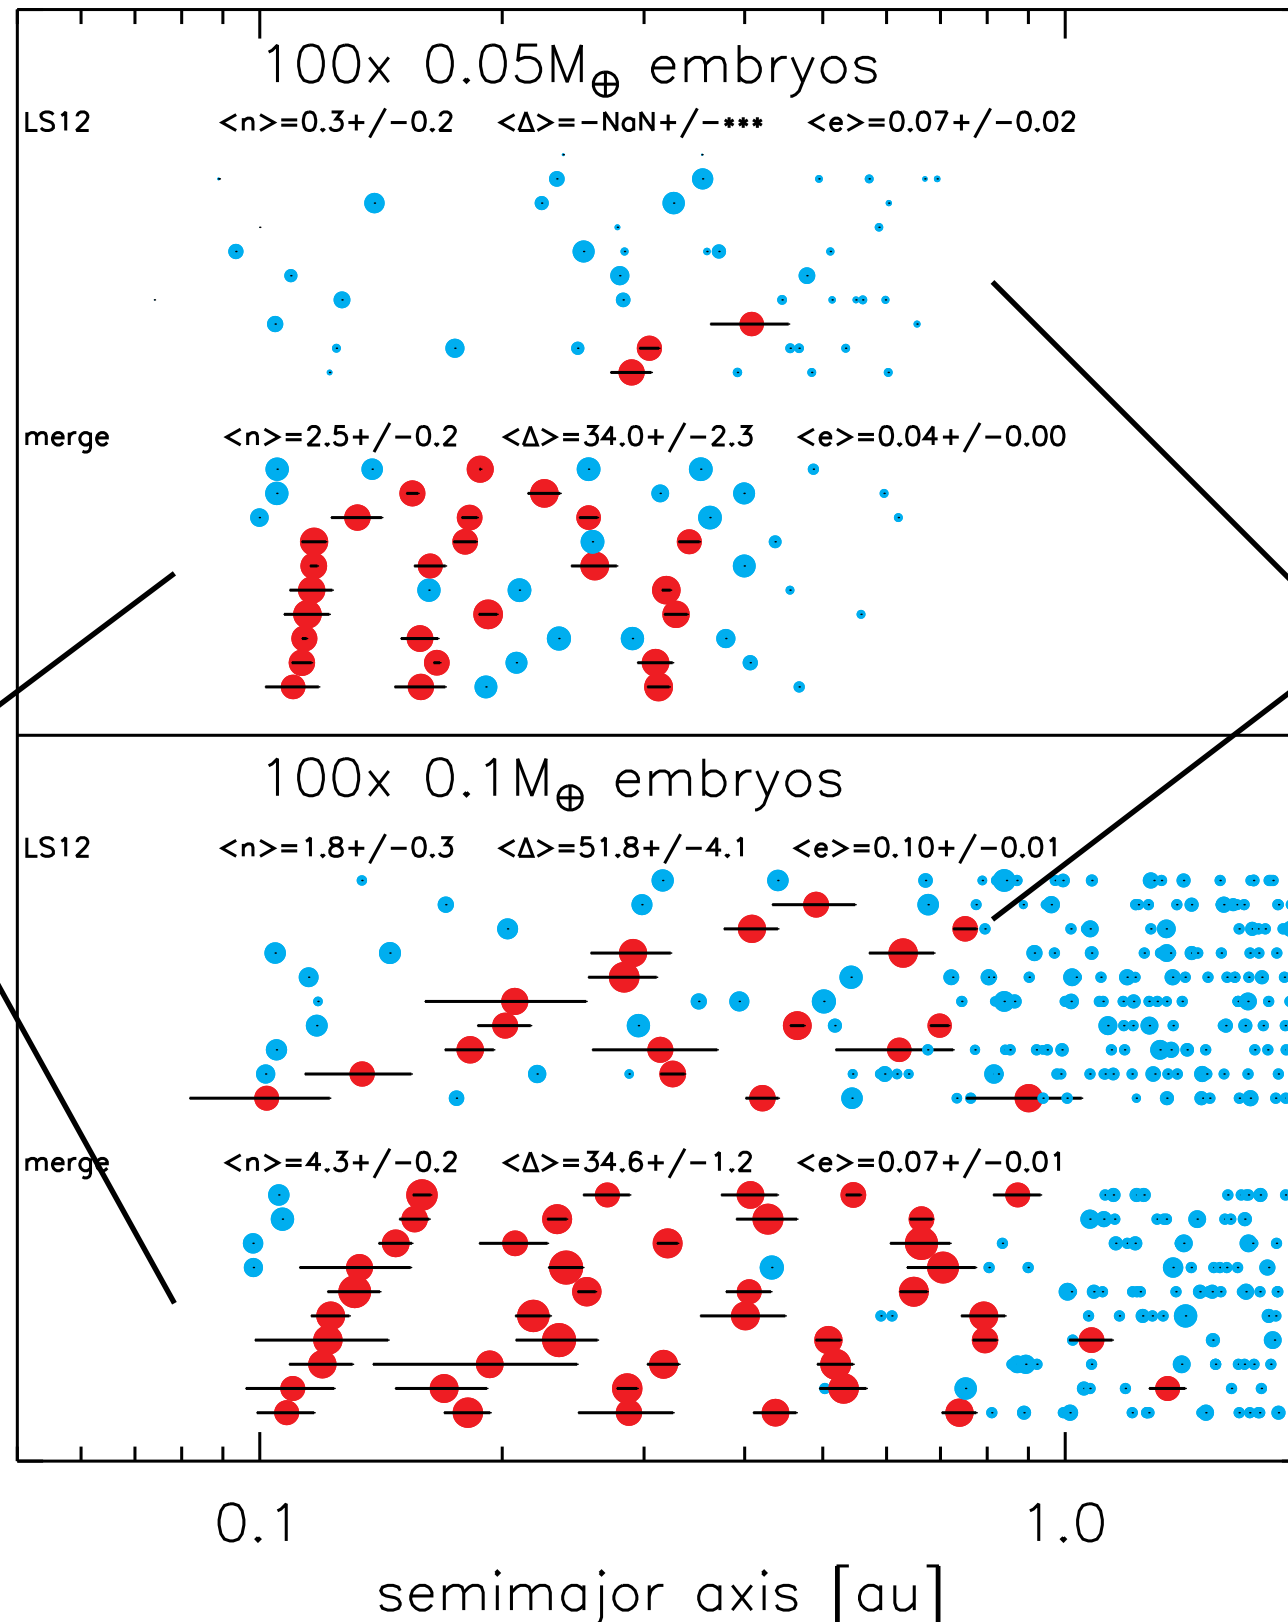 100x 0.05M⊕ embryos
LS12 <n>=0.3+/-0.2 <Δ>=-NaN+/-*** <e>=0.07+/-0.02
merge <n>=2.5+/-0.2 <Δ>=34.0+/-2.3 <e>=0.04+/-0.00
100x 0.1M⊕ embryos
LS12 <n>=1.8+/-0.3 <Δ>=51.8+/-4.1 <e>=0.10+/-0.01
merge <n>=4.3+/-0.2 <Δ>=34.6+/-1.2 <e>=0.07+/-0.01
0.1 1.0
semimajor axis [au]